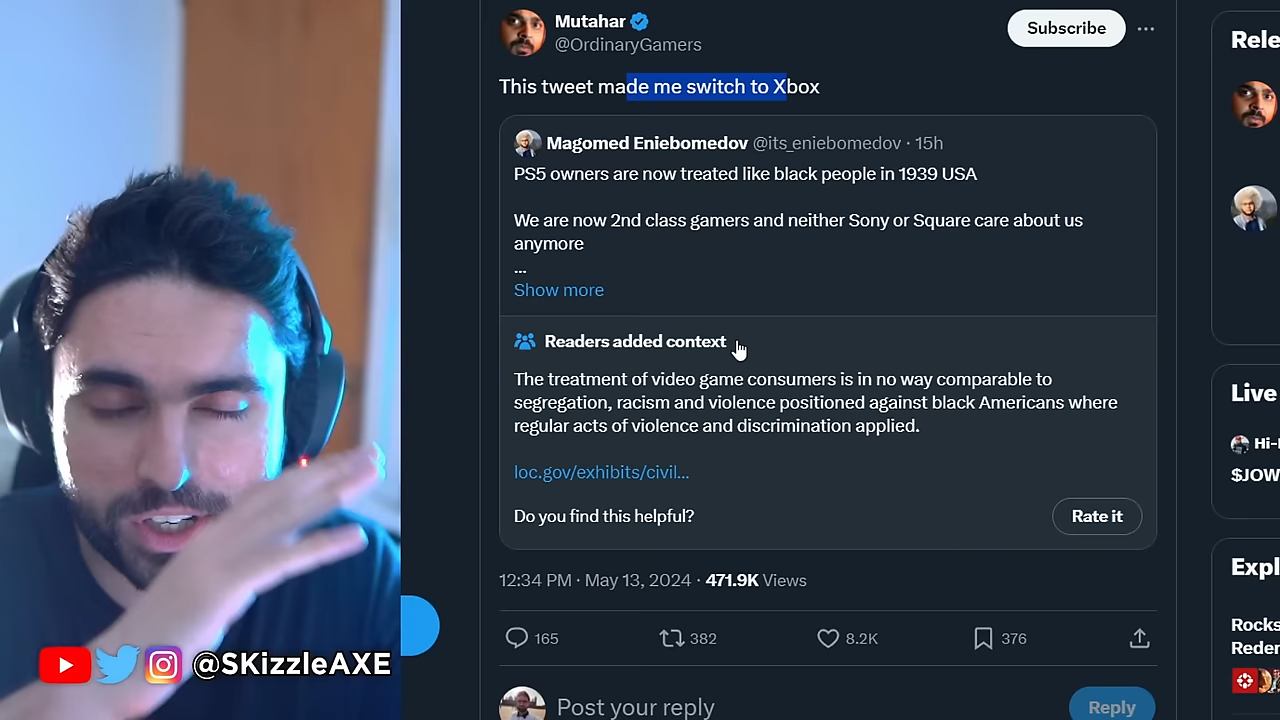 Mutahar
@OrdinaryGamers
Subscribe
This tweet made me switch to Xbox
Magomed Eniebomedov @its_eniebomedov · 15h
PS5 owners are now treated like black people in 1939 USA
We are now 2nd class gamers and neither Sony or Square care about us
anymore
...
Show more
Readers added context
The treatment of video game consumers is in no way comparable to
segregation, racism and violence positioned against black Americans where
regular acts of violence and discrimination applied.
loc.gov/exhibits/civil...
Do you find this helpful?
Rate it
12:34 PM · May 13, 2024 · 471.9K Views
165
382
8.2K
376
Post your reply
Reply
Rele
Live
Hi-
$JOW
Expl
Rocks
Reder
@SKizzleAXE